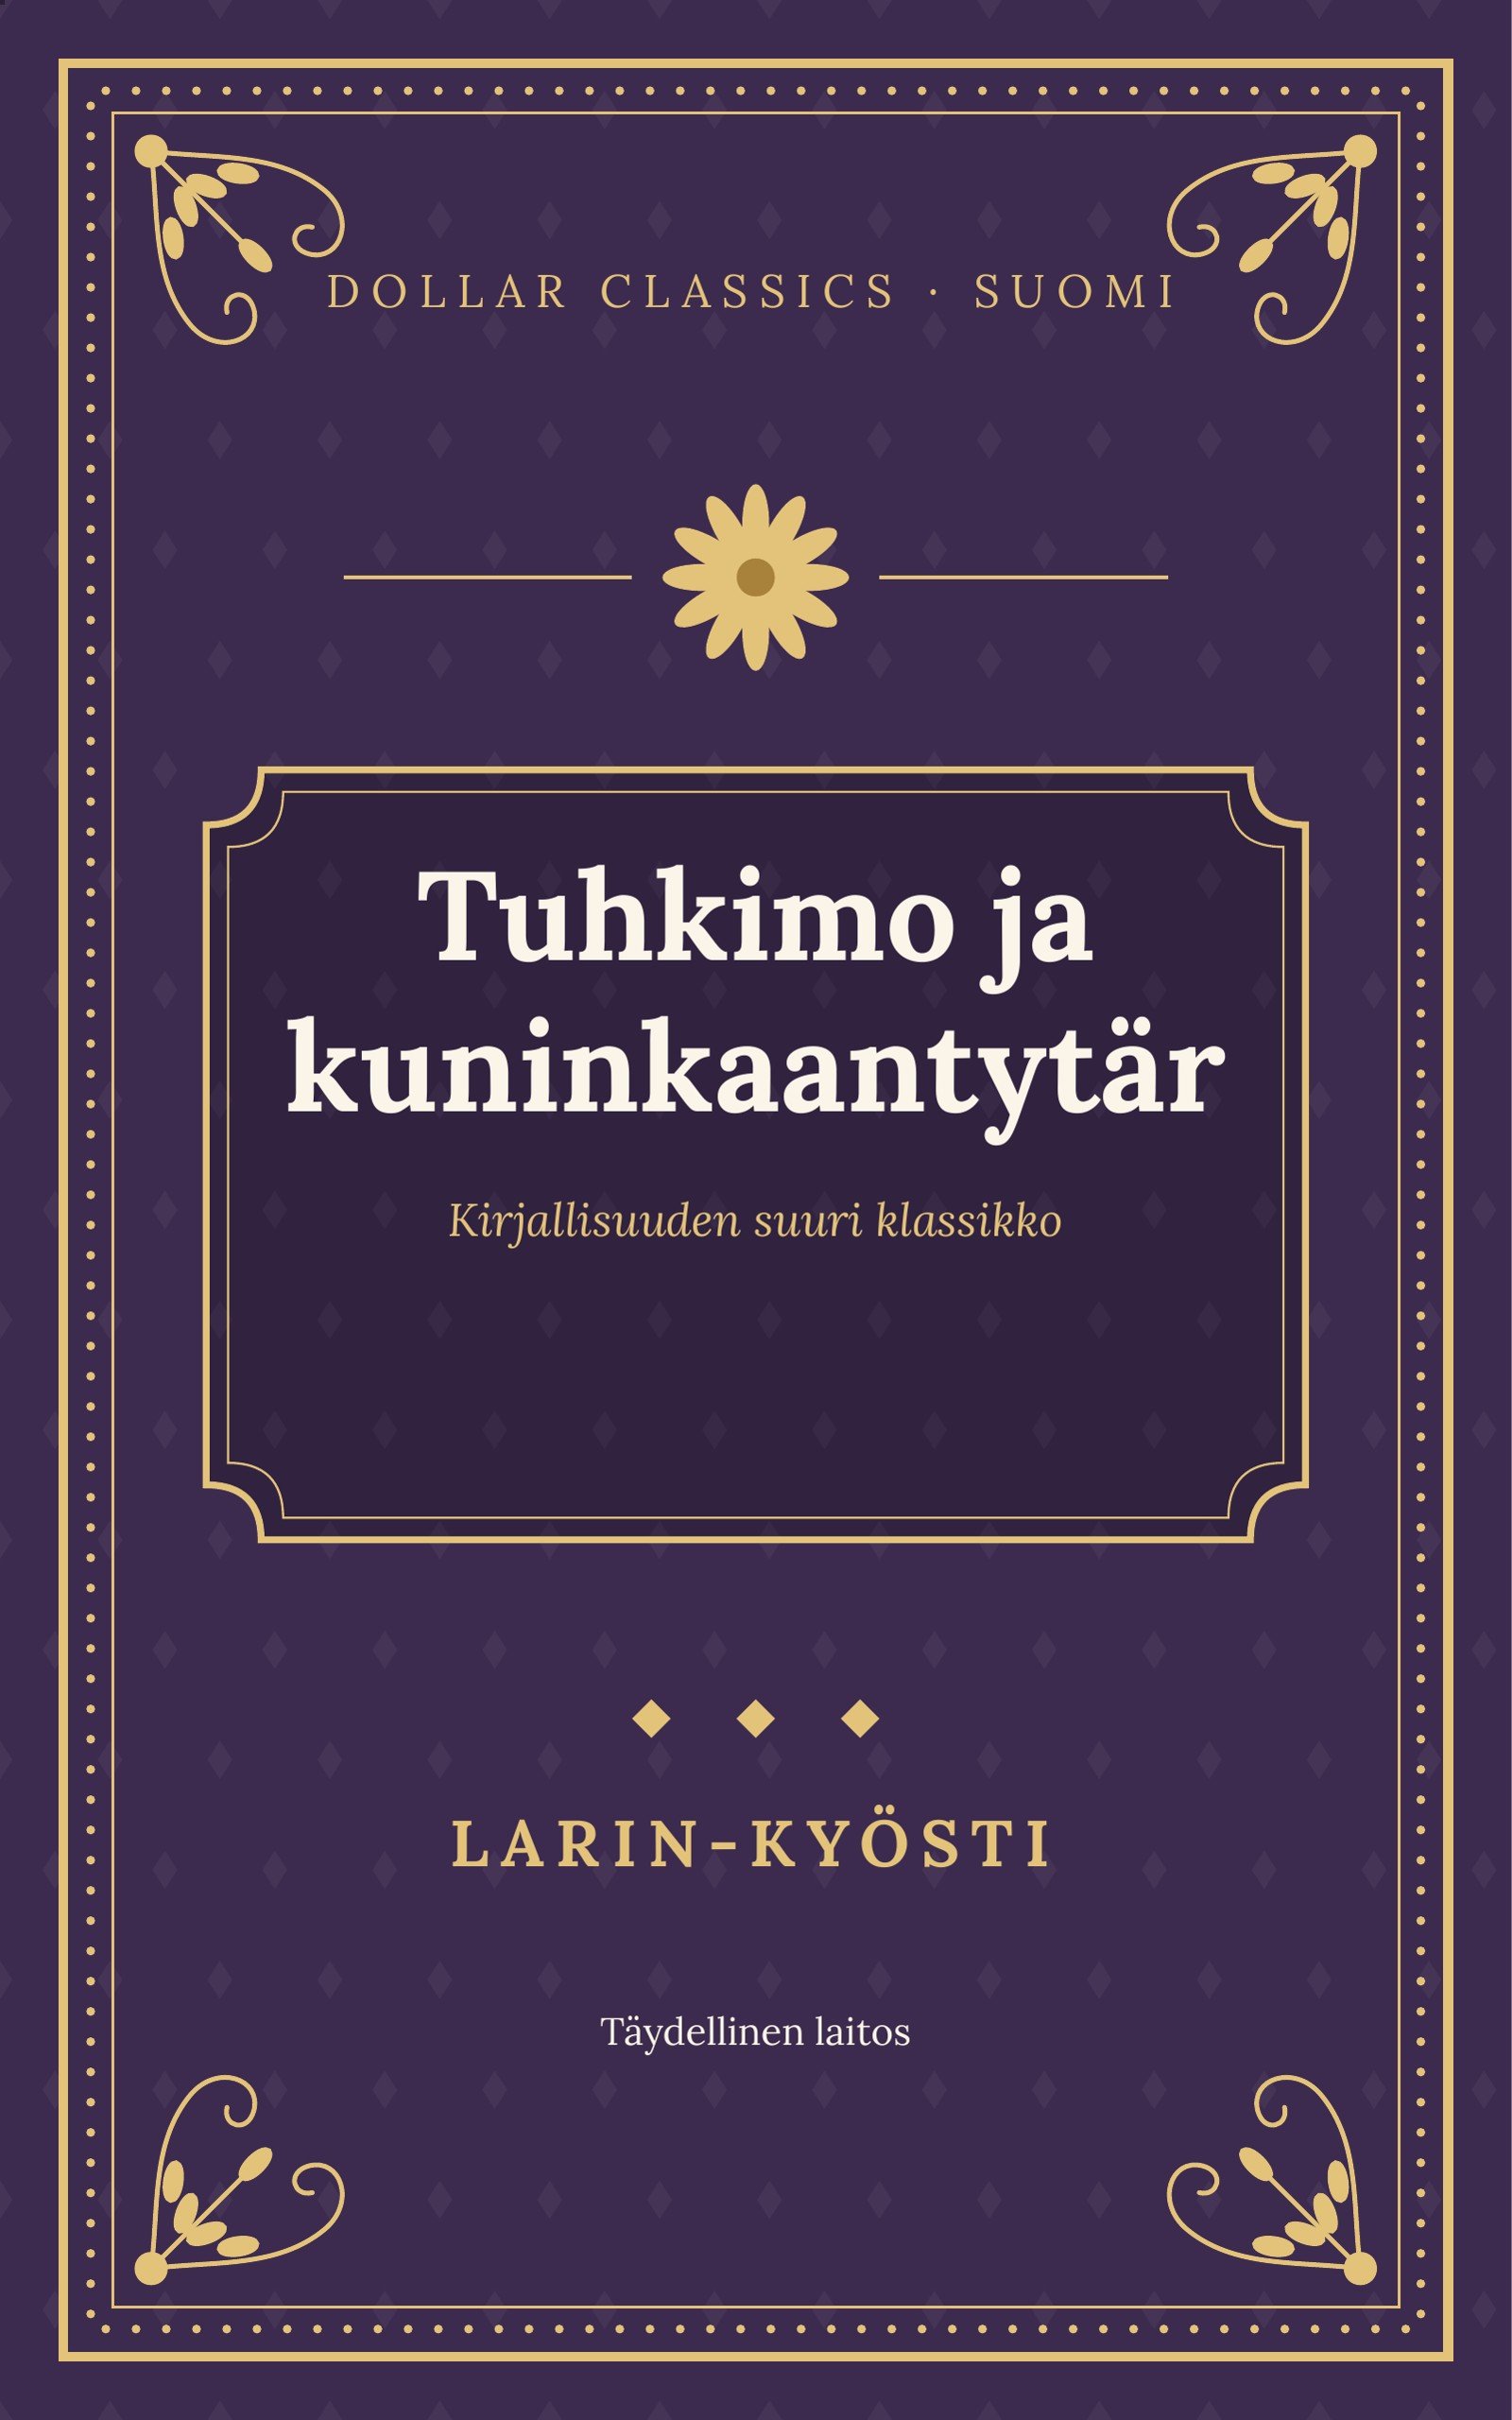 DOLLAR CLASSICS · SUOMI
Tuhkimo ja
kuninkaantytär
Kirjallisuuden suuri klassikko
LARIN-KYÖSTI
Täydellinen laitos